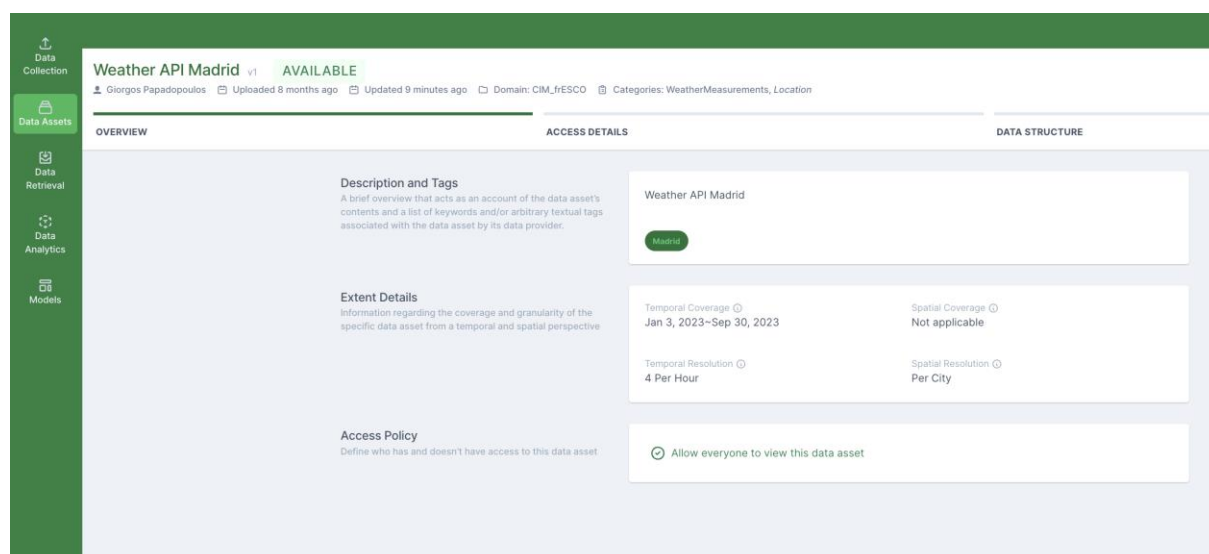 Data
Collection
Data Assets
Data
Retrieval
Data
Analytics
Models
Weather API Madrid v1 AVAILABLE
Giorgos Papadopoulos Uploaded 8 months ago Updated 9 minutes ago Domain: CIM_frESCO Categories: WeatherMeasurements, Location
OVERVIEW ACCESS DETAILS DATA STRUCTURE
Description and Tags
A brief overview that acts as an account of the data asset's
contents and a list of keywords and/or arbitrary textual tags
associated with the data asset by its data provider.
Weather API Madrid
Madrid
Extent Details
Information regarding the coverage and granularity of the
specific data asset from a temporal and spatial perspective
Temporal Coverage Spatial Coverage
Jan 3, 2023~Sep 30, 2023 Not applicable
Temporal Resolution Spatial Resolution
4 Per Hour Per City
Access Policy
Define who has and doesn't have access to this data asset
Allow everyone to view this data asset